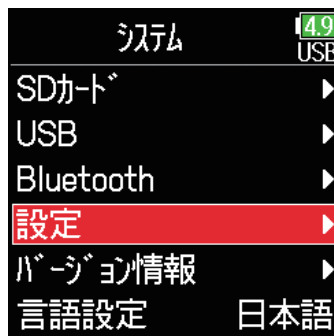 システム
4.9
USB
SDカード
USB
Bluetooth
設定
バージョン情報
言語設定 日本語